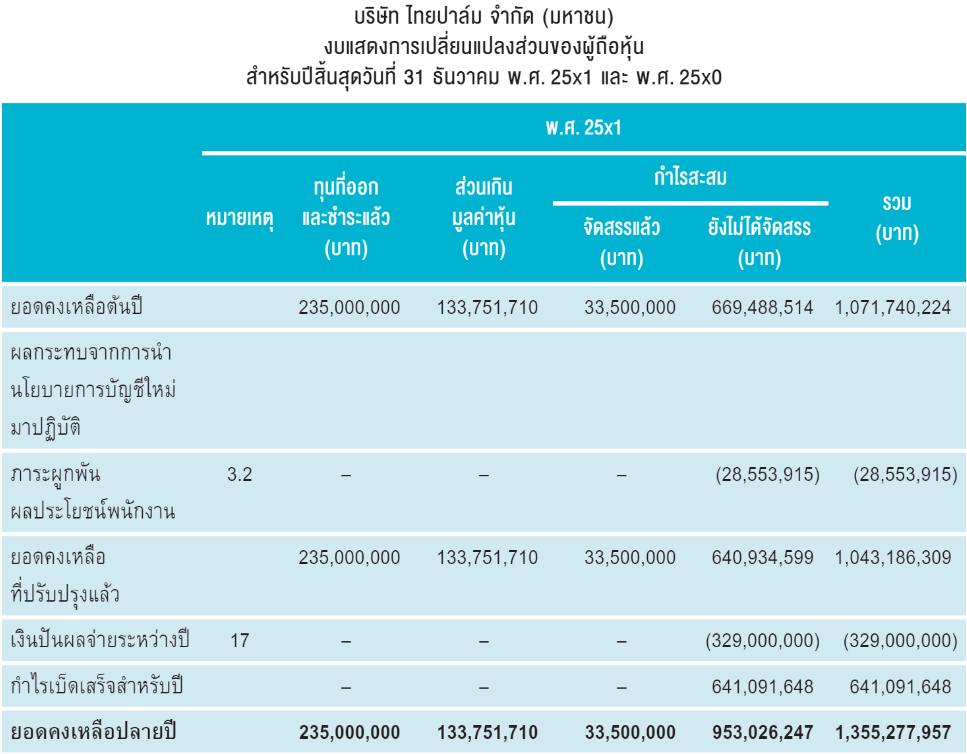 บริษัท ไทยปาล์ม จำกัด (มหาชน)
งบแสดงการเปลี่ยนแปลงส่วนของผู้ถือหุ้น
สำหรับปีสิ้นสุดวันที่ 31 ธันวาคม พ.ศ. 25x1 และ พ.ศ. 25x0
พ.ศ. 25x1
หมายเหตุ
ทุนที่ออก
และชำระแล้ว
(บาท)
ส่วนเกิน
มูลค่าหุ้น
(บาท)
กำไรสะสม
จัดสรรแล้ว
(บาท)
ยังไม่ได้จัดสรร
(บาท)
รวม
(บาท)
ยอดคงเหลือต้นปี 235,000,000 133,751,710 33,500,000 669,488,514 1,071,740,224
ผลกระทบจากการนำ
นโยบายการบัญชีใหม่
มาปฏิบัติ
ภาระผูกพัน 3.2 – – – (28,553,915) (28,553,915)
ผลประโยชน์พนักงาน
ยอดคงเหลือ 235,000,000 133,751,710 33,500,000 640,934,599 1,043,186,309
ที่ปรับปรุงแล้ว
เงินปันผลจ่ายระหว่างปี 17 – – – (329,000,000) (329,000,000)
กำไรเบ็ดเสร็จสำหรับปี – – – 641,091,648 641,091,648
ยอดคงเหลือปลายปี 235,000,000 133,751,710 33,500,000 953,026,247 1,355,277,957